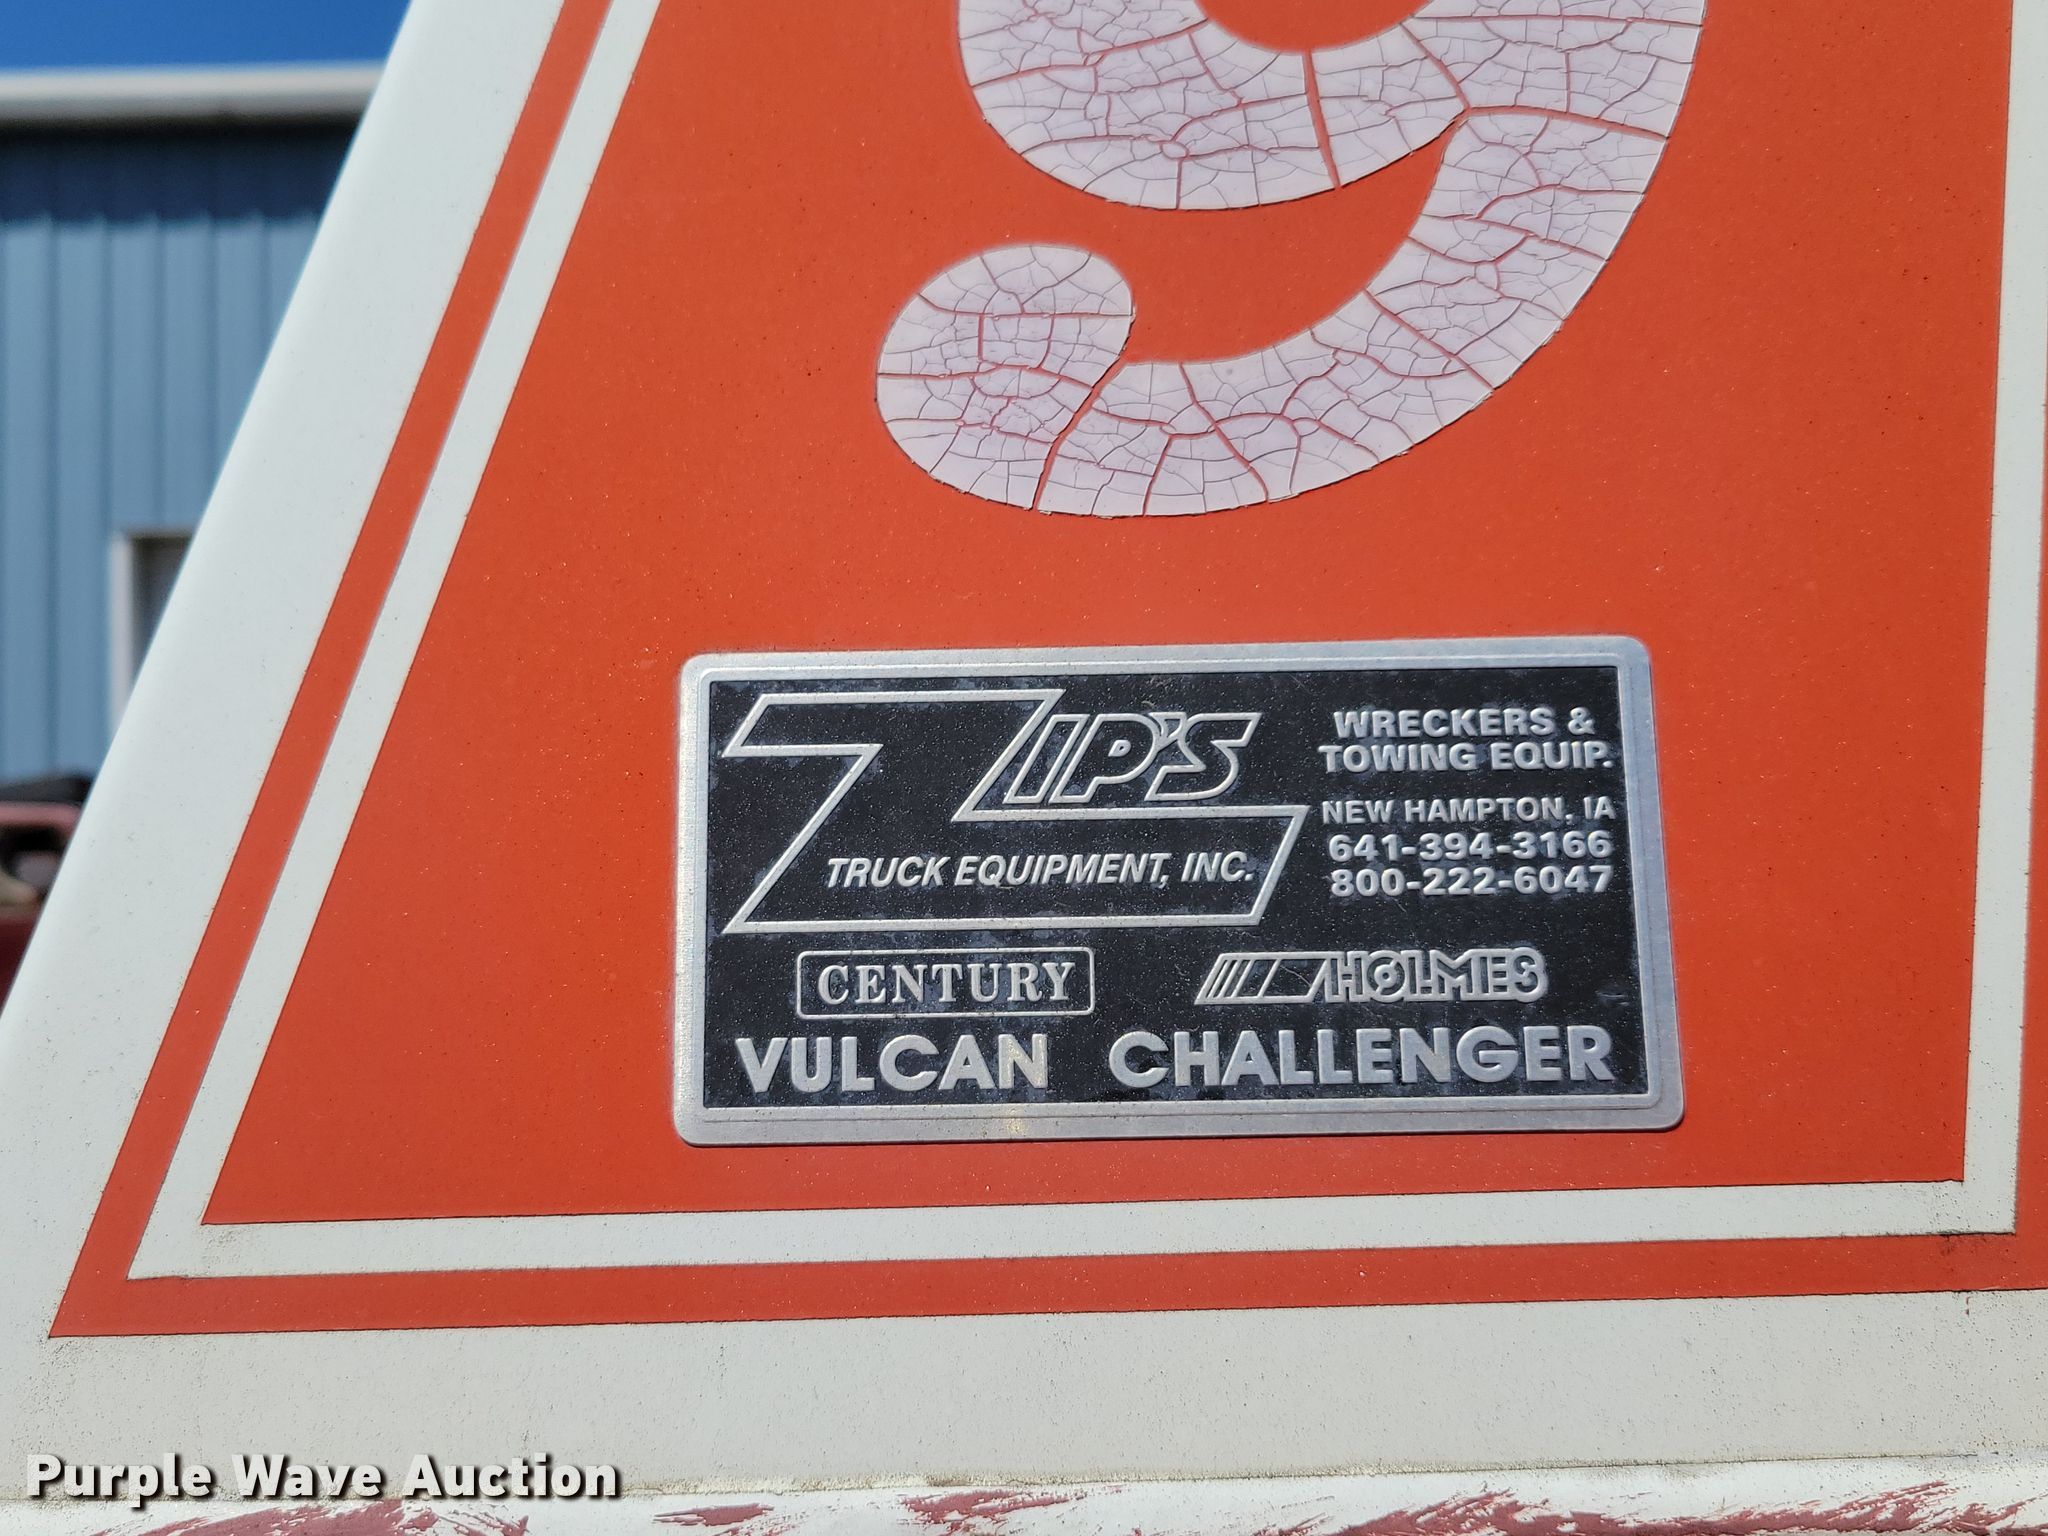 9
ZIP'S
TRUCK EQUIPMENT, INC.
WRECKERS &
TOWING EQUIP.
NEW HAMPTON, IA
641-394-3166
800-222-6047
CENTURY
HOLMES
VULCAN CHALLENGER
Purple Wave Auction